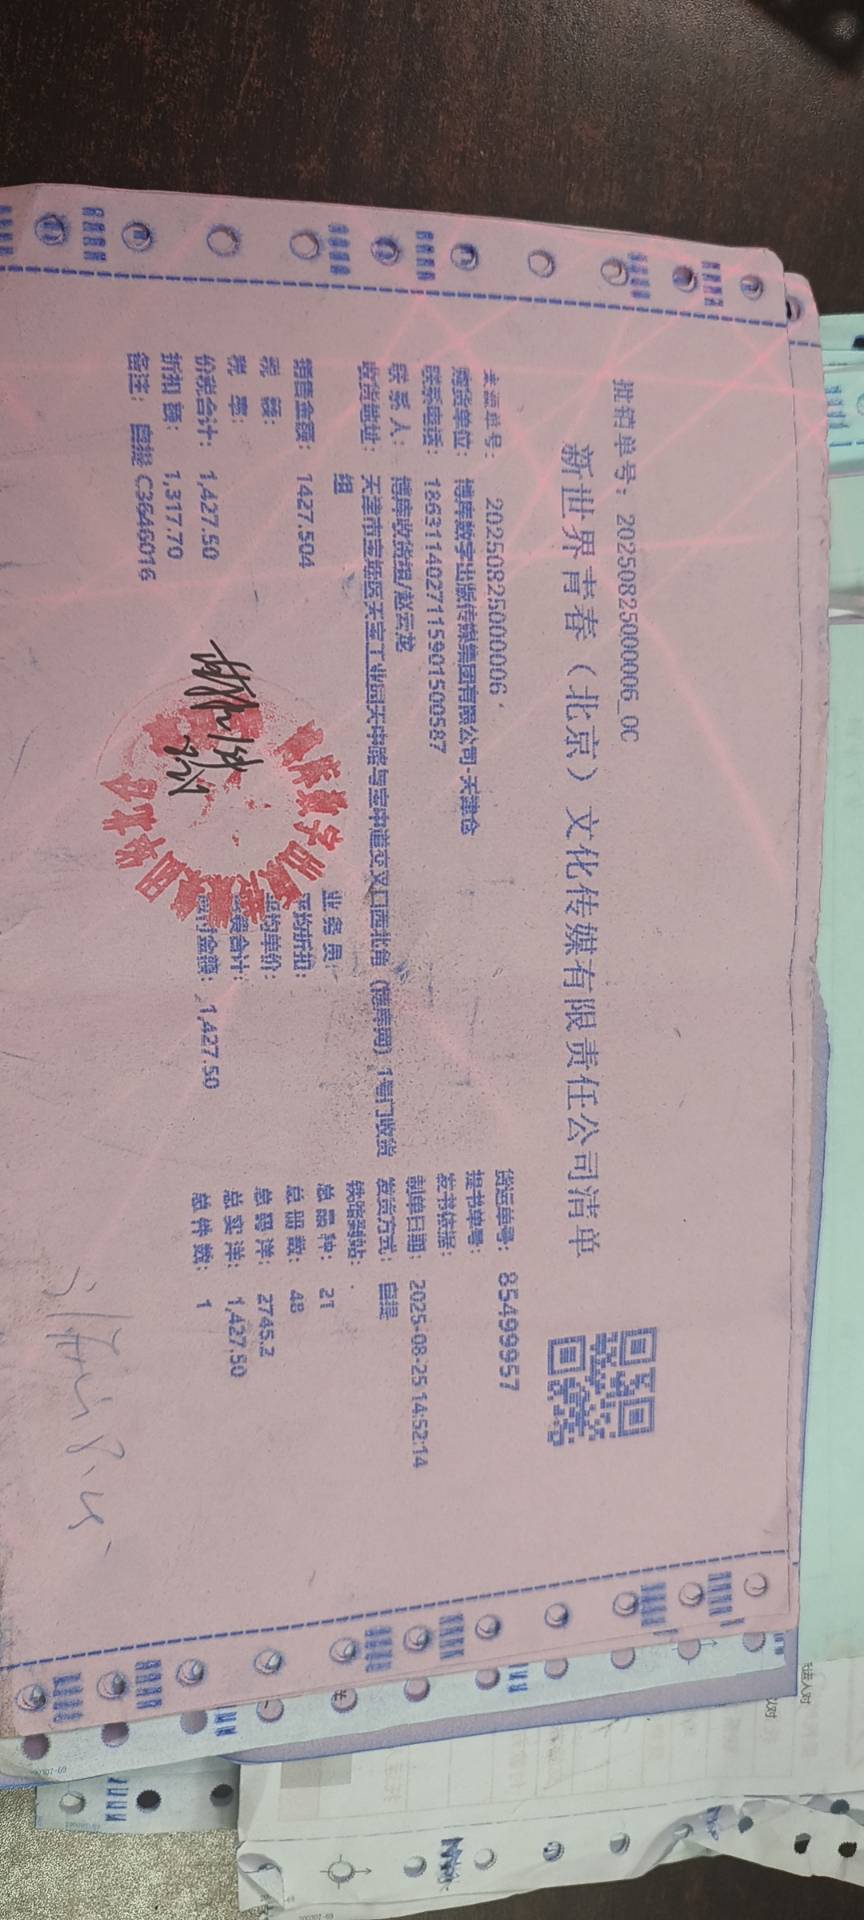 批销单号：20250825000006_0C
新世界青春（北京）文化传媒有限责任公司清单
来源单号：20250825000006
货运单号：85499957
购货单位：博库数字出版传媒集团有限公司-天津仓
提书单号：
联系电话：18631140271 15901500587
发书依据：
联 系 人：博库收货组/赵云龙
制单日期：2025-08-25 14:52:14
收货地址：天津市宝坻区天宝工业园天中路与宝中道交叉口西北角（博库网）1号门收货
组
发货方式：自提
铁路到站：
业 务 员：
总 品 种：21
销售金额：1427.504
平均折扣：
总 册 数：48
税 额：
平均单价：
总 码 洋：2745.2
税 率：
合计：
总 实 洋：1,427.50
价税合计：1,427.50
金额：1,427.50
总 件 数：1
折扣 额：1,317.70
备注：自提 C3646016